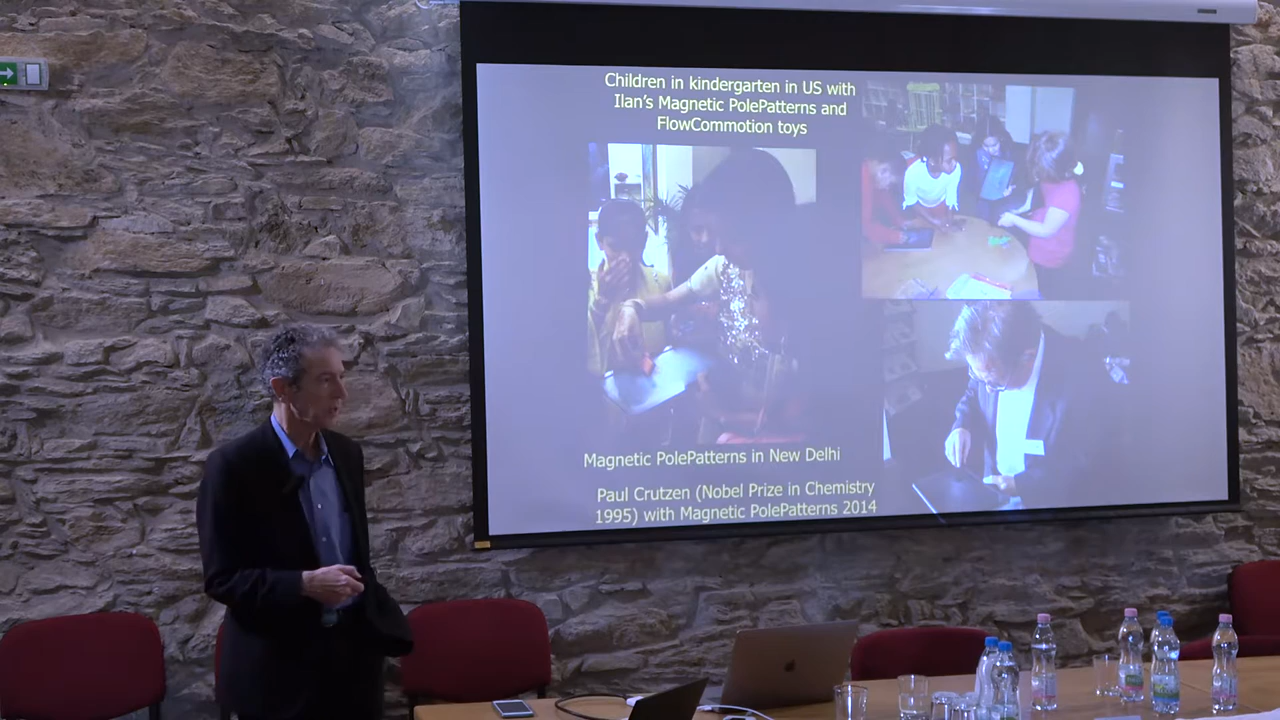 Children in kindergarten in US with
Ilan's Magnetic PolePatterns and
FlowCommotion toys
Magnetic PolePatterns in New Delhi
Paul Crutzen (Nobel Prize in Chemistry
1995) with Magnetic PolePatterns 2014